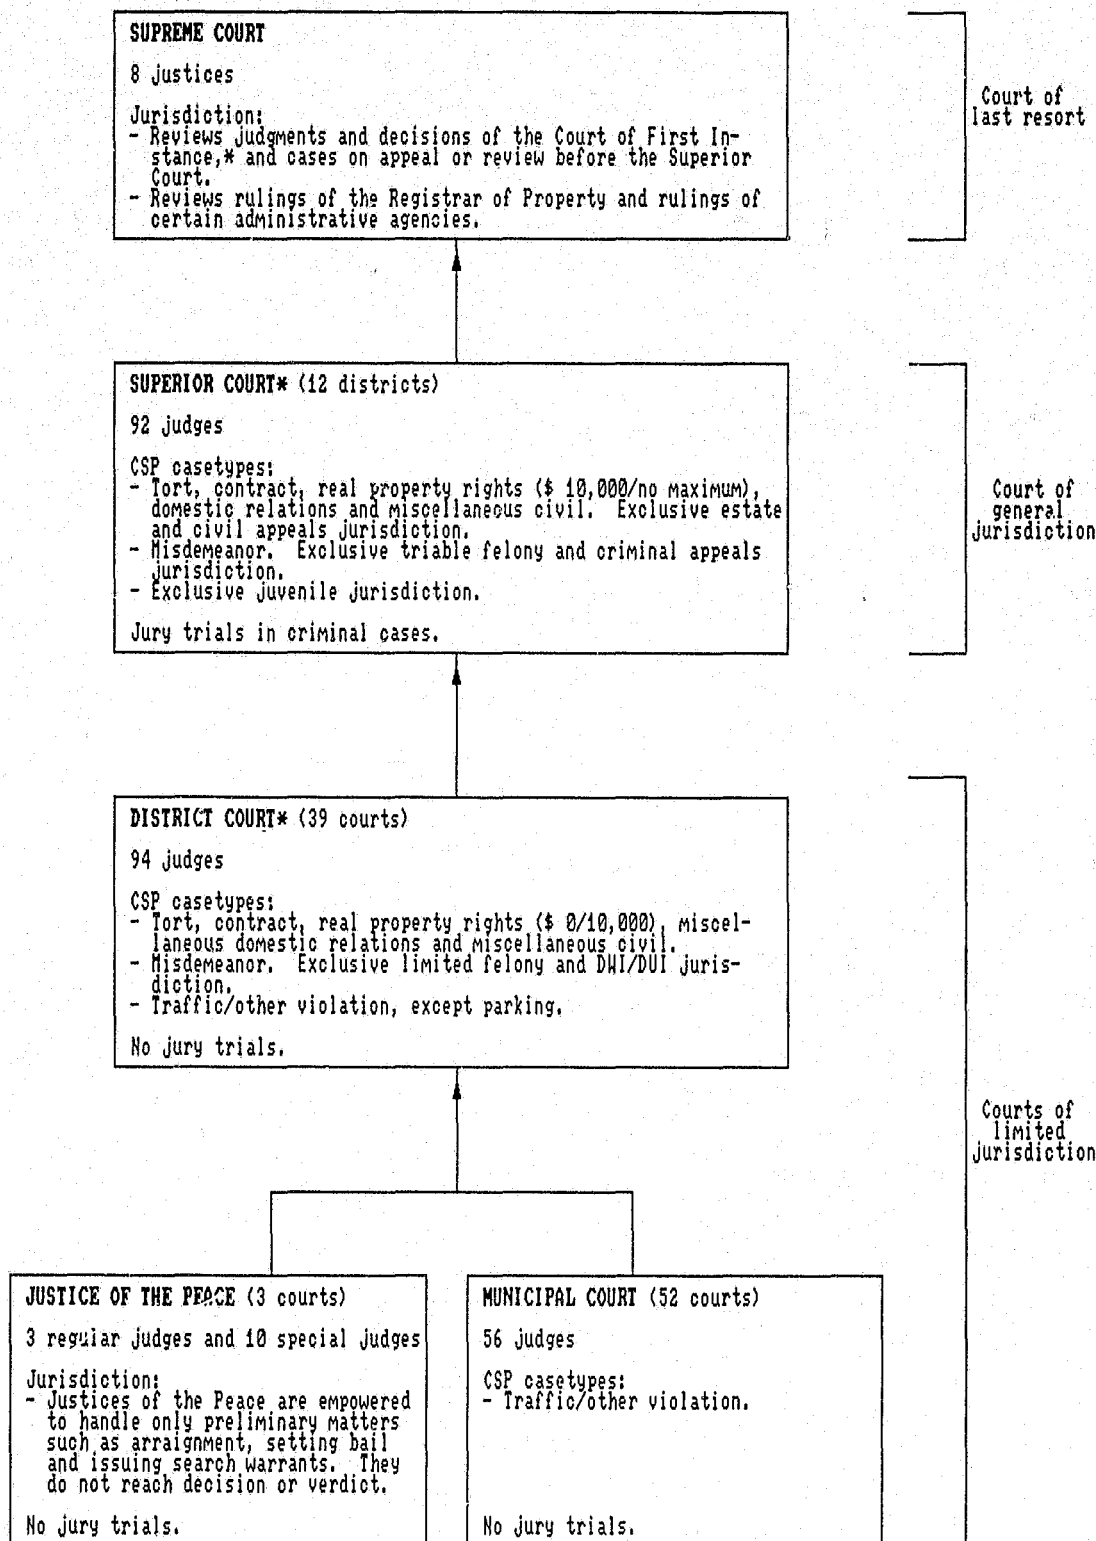 SUPREME COURT
8 justices
Jurisdiction:
- Reviews judgments and decisions of the Court of First In-
stance,* and cases on appeal or review before the Superior
Court.
- Reviews rulings of the Registrar of Property and rulings of
certain administrative agencies.
Court of
last resort
SUPERIOR COURT* (12 districts)
92 judges
CSP casetypes:
- Tort, contract, real property rights ($ 10,000/no maximum),
domestic relations and miscellaneous civil. Exclusive estate
and civil appeals jurisdiction.
- Misdemeanor. Exclusive triable felony and criminal appeals
jurisdiction.
- Exclusive juvenile jurisdiction.
Jury trials in criminal cases.
Court of
general
jurisdiction
DISTRICT COURT* (39 courts)
94 judges
CSP casetypes:
- Tort, contract, real property rights ($ 0/10,000), miscel-
laneous domestic relations and miscellaneous civil.
- Misdemeanor. Exclusive limited felony and DWI/DUI juris-
diction.
- Traffic/other violation, except parking.
No jury trials.
Courts of
limited
jurisdiction
JUSTICE OF THE PEACE (3 courts)
3 regular judges and 10 special judges
Jurisdiction:
- Justices of the Peace are empowered
to handle only preliminary matters
such as arraignment, setting bail
and issuing search warrants. They
do not reach decision or verdict.
No jury trials.
MUNICIPAL COURT (52 courts)
56 judges
CSP casetypes:
- Traffic/other violation.
No jury trials.